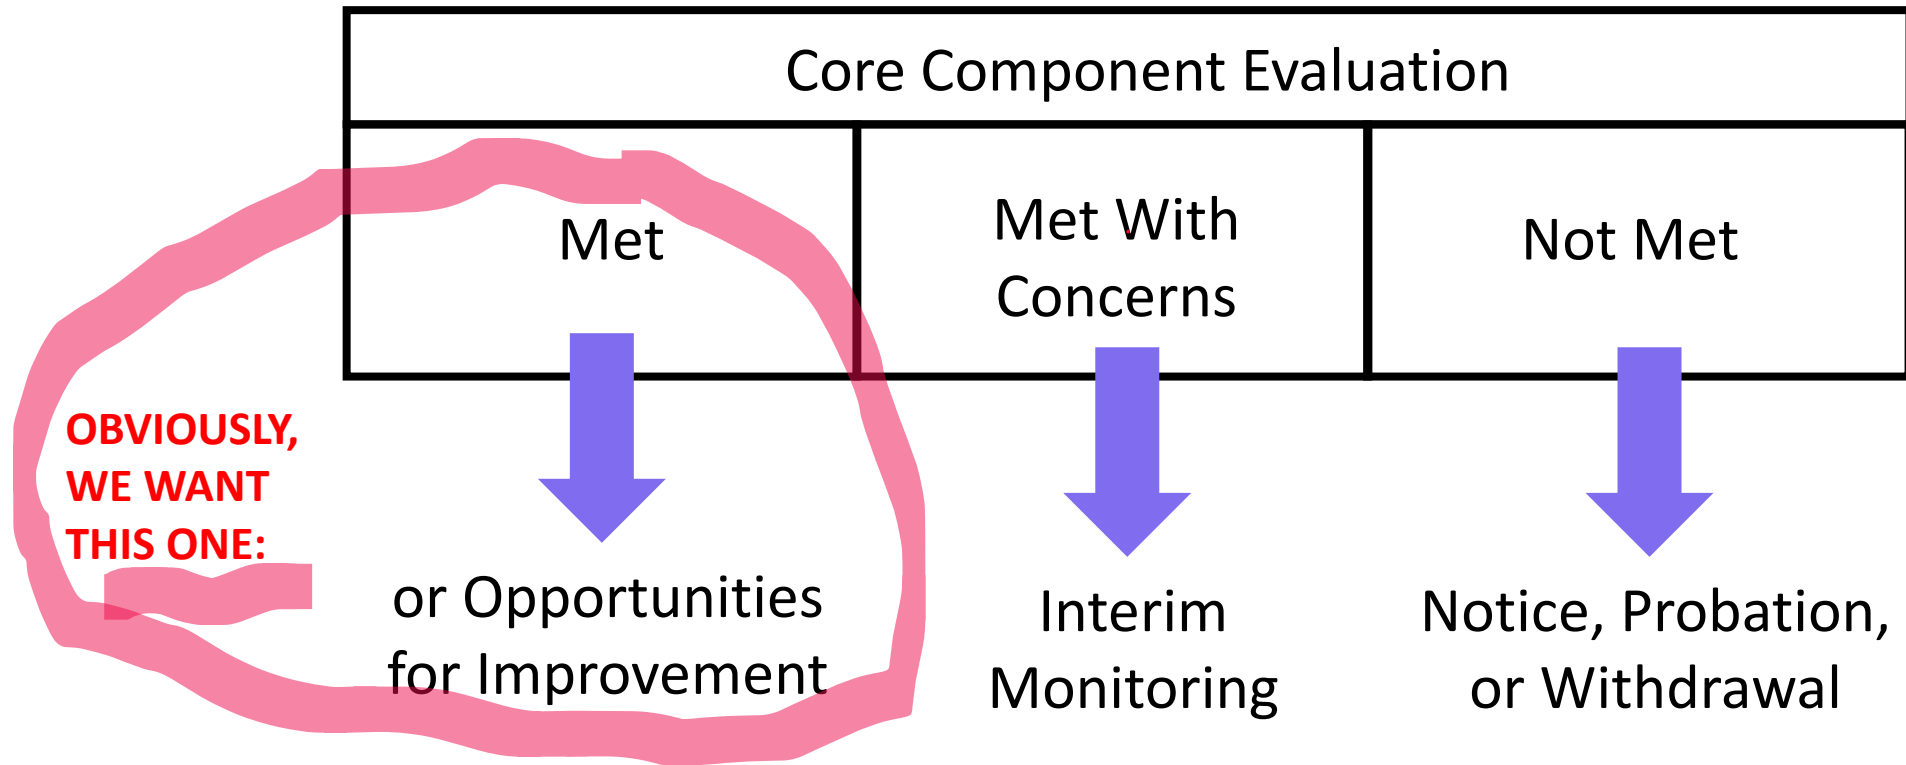 Core Component Evaluation
Met
Met With
Concerns
Not Met
OBVIOUSLY,
WE WANT
THIS ONE:
or Opportunities
for Improvement
Interim
Monitoring
Notice, Probation,
or Withdrawal